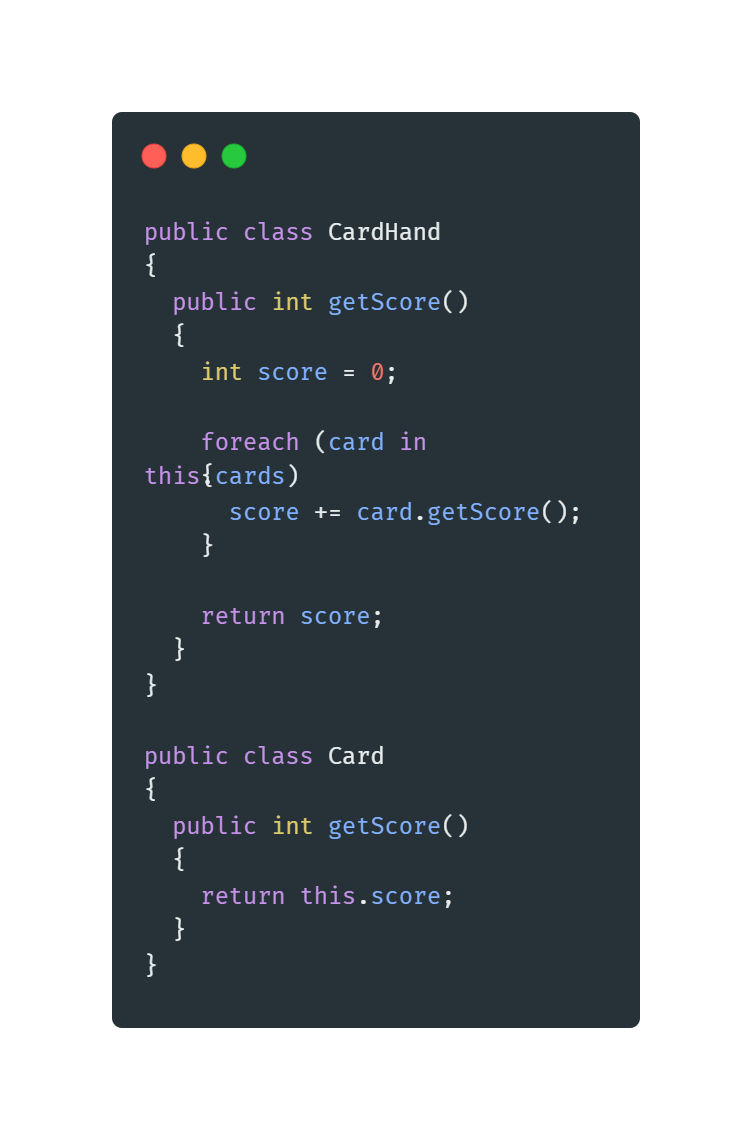 public class CardHand
{
  public int getScore()
  {
    int score = 0;

    foreach (card in
this.cards)
    {
      score += card.getScore();
    }

    return score;
  }
}

public class Card
{
  public int getScore()
  {
    return this.score;
  }
}